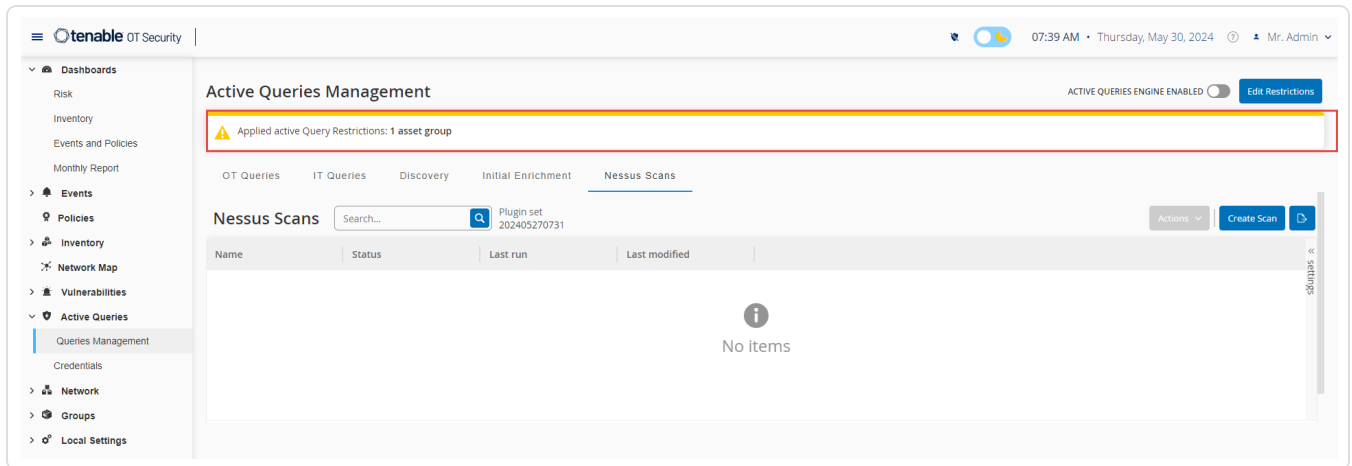 tenable OT Security
07:39 AM • Thursday, May 30, 2024
Mr. Admin
Dashboards
Risk
Inventory
Events and Policies
Monthly Report
Events
Policies
Inventory
Network Map
Vulnerabilities
Active Queries
Queries Management
Credentials
Network
Groups
Local Settings
Active Queries Management
ACTIVE QUERIES ENGINE ENABLED
Edit Restrictions
Applied active Query Restrictions: 1 asset group
OT Queries IT Queries Discovery Initial Enrichment Nessus Scans
Nessus Scans
Search...
Plugin set
202405270731
Actions
Create Scan
Name Status Last run Last modified
« settings
No items